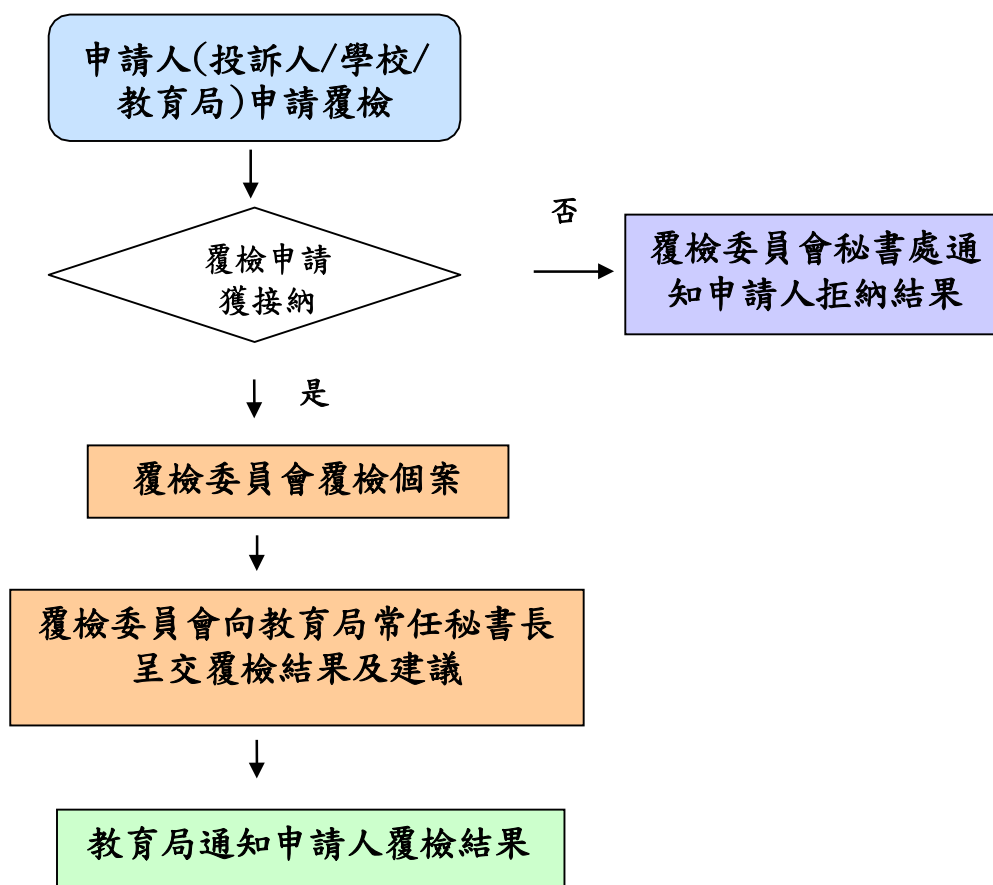 申請人(投訴人/學校/
教育局)申請覆檢
覆檢申請
獲接納
否
覆檢委員會秘書處通
知申請人拒納結果
是
覆檢委員會覆檢個案
覆檢委員會向教育局常任秘書長
呈交覆檢結果及建議
教育局通知申請人覆檢結果